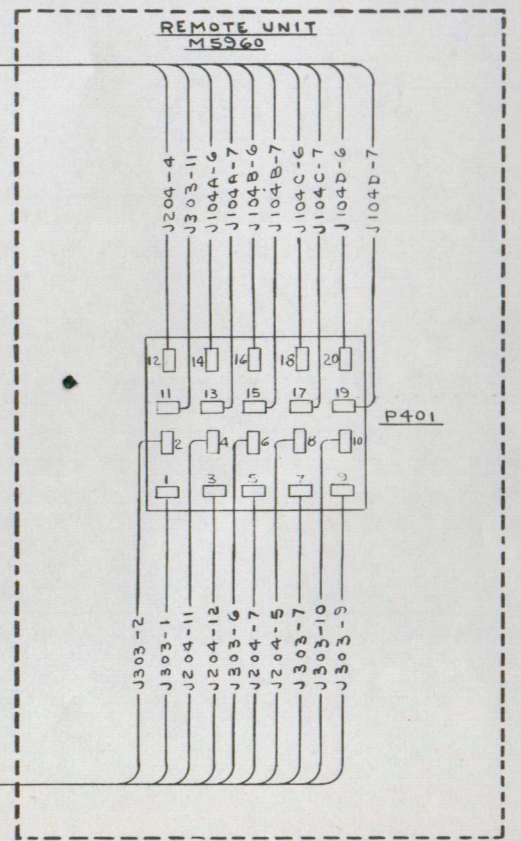 REMOTE UNIT
M5960
J204-4
J303-11
J104A-6
J104A-7
J104B-6
J104B-7
J104C-6
J104C-7
J104D-6
J104D-7
12 14 16 18 20
11 13 15 17 19
P401
2 4 6 8 10
1 3 5 7 9
J303-2
J303-1
J204-11
J204-12
J303-6
J204-7
J204-5
J303-7
J303-10
J303-9